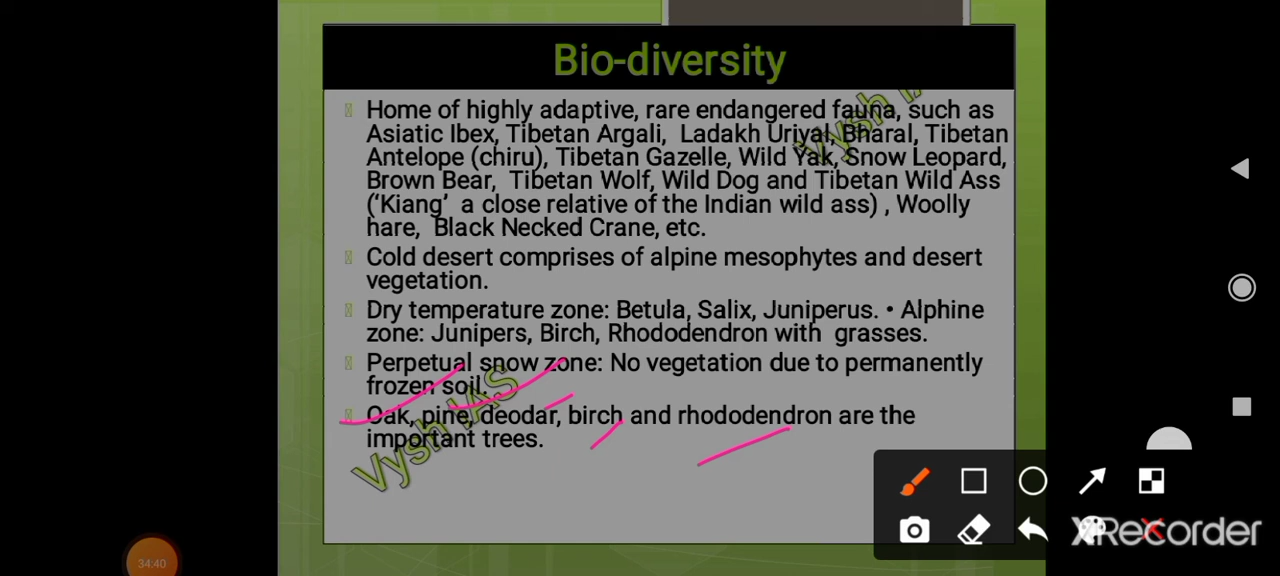 Bio-diversity
Home of highly adaptive, rare endangered fauna, such as
Asiatic Ibex, Tibetan Argali, Ladakh Uriyal, Bharal, Tibetan
Antelope (chiru), Tibetan Gazelle, Wild Yak, Snow Leopard,
Brown Bear, Tibetan Wolf, Wild Dog and Tibetan Wild Ass
('Kiang' a close relative of the Indian wild ass) , Woolly
hare, Black Necked Crane, etc.
Cold desert comprises of alpine mesophytes and desert
vegetation.
Dry temperature zone: Betula, Salix, Juniperus. • Alphine
zone: Junipers, Birch, Rhododendron with grasses.
Perpetual snow zone: No vegetation due to permanently
frozen soil.
Oak, pine, deodar, birch and rhododendron are the
important trees.
Vysh IAS
Vysh IA
XRecorder
34:40